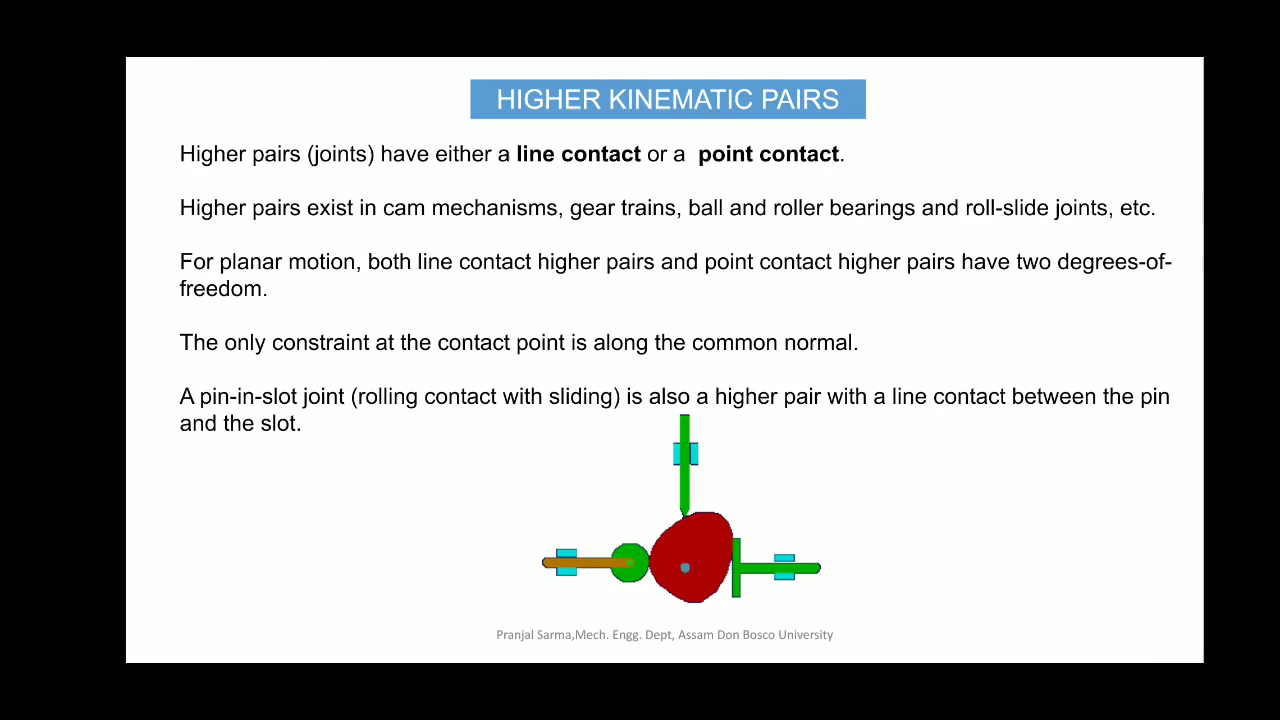 HIGHER KINEMATIC PAIRS
Higher pairs (joints) have either a line contact or a  point contact.
Higher pairs exist in cam mechanisms, gear trains, ball and roller bearings and roll-slide joints, etc.
For planar motion, both line contact higher pairs and point contact higher pairs have two degrees-of-
freedom.
The only constraint at the contact point is along the common normal.
A pin-in-slot joint (rolling contact with sliding) is also a higher pair with a line contact between the pin
and the slot.
Pranjal Sarma,Mech. Engg. Dept, Assam Don Bosco University